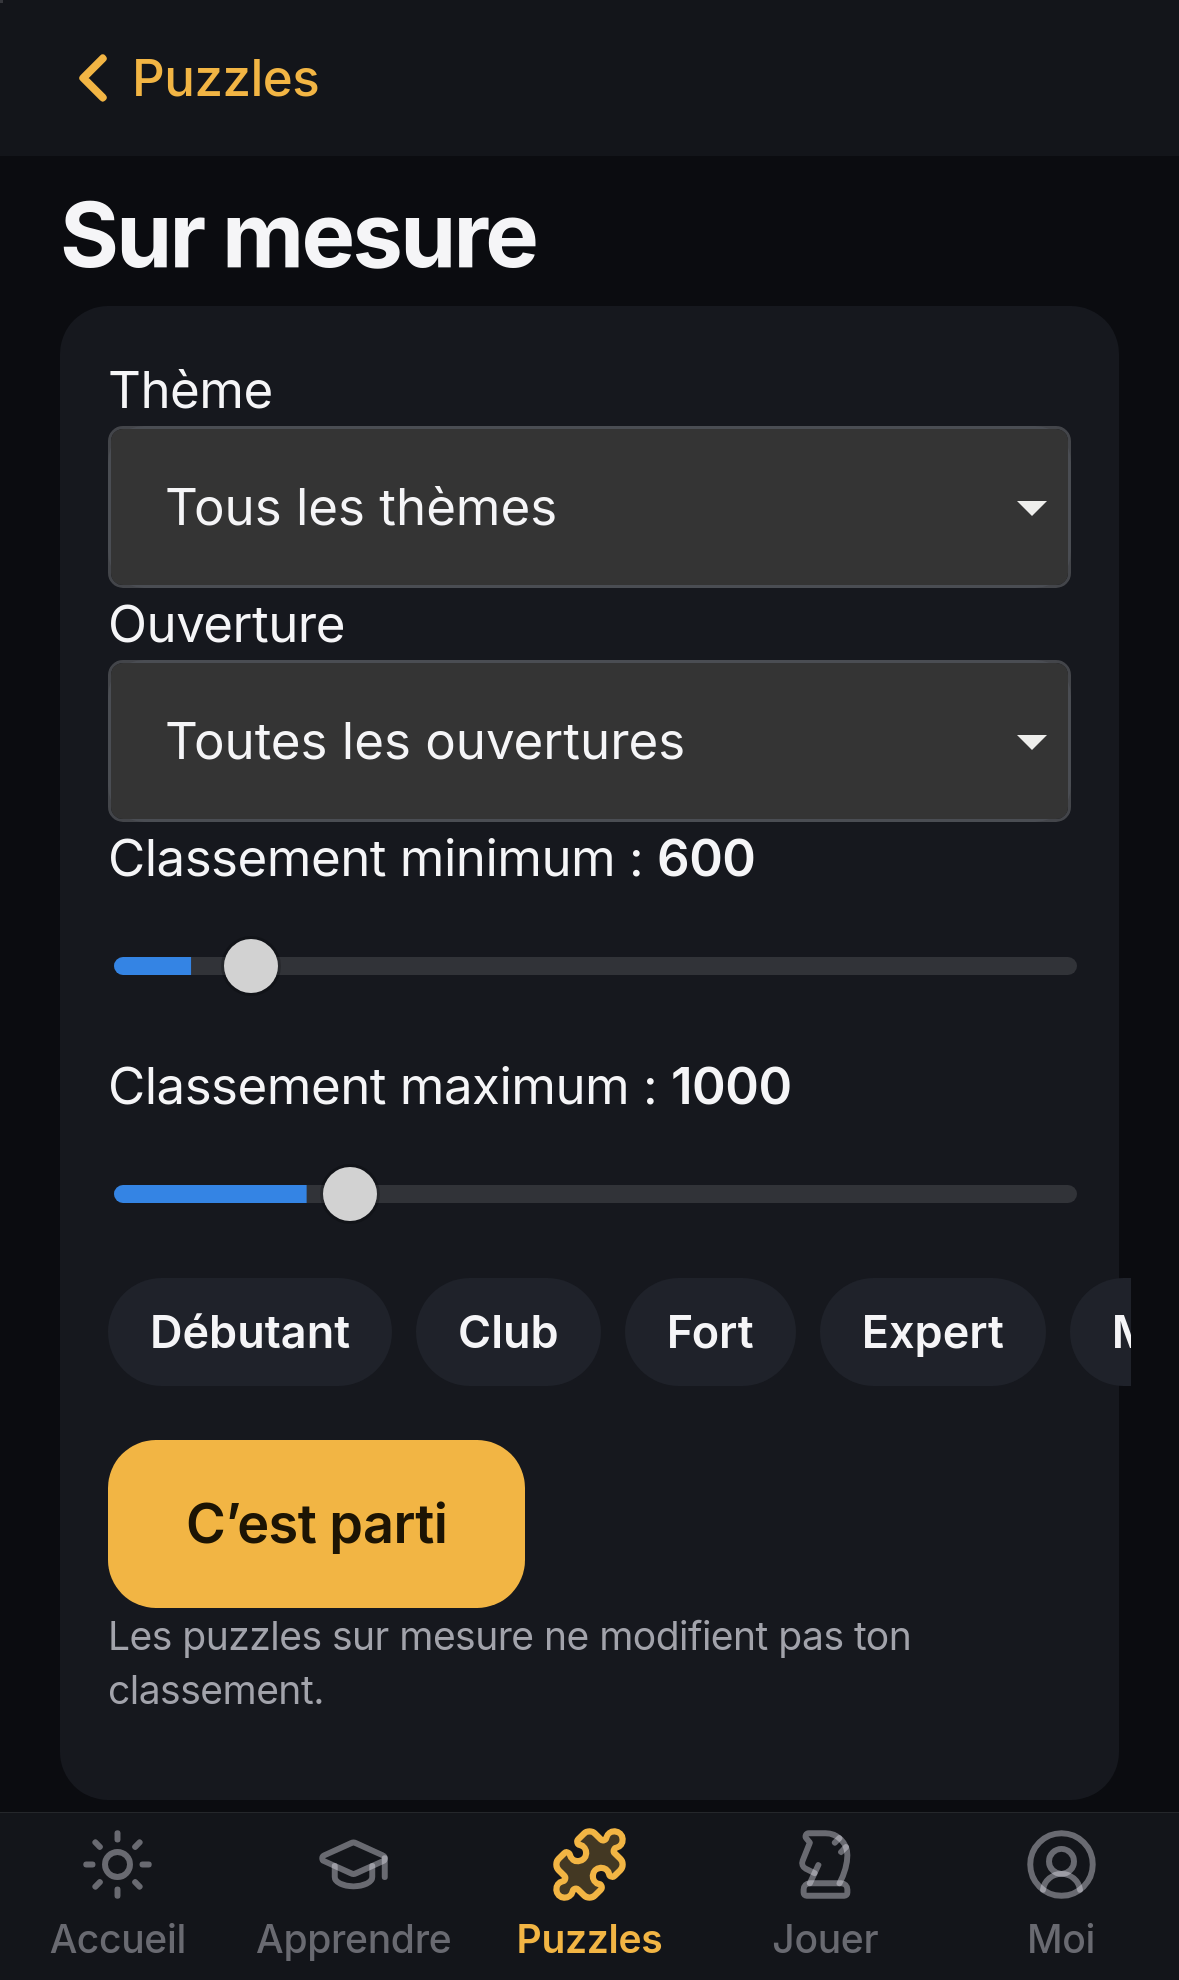 Puzzles
Sur mesure
Thème
Tous les thèmes
Ouverture
Toutes les ouvertures
Classement minimum : 600
Classement maximum : 1000
Débutant Club Fort Expert
C’est parti
Les puzzles sur mesure ne modifient pas ton
classement.
Accueil Apprendre Puzzles Jouer Moi